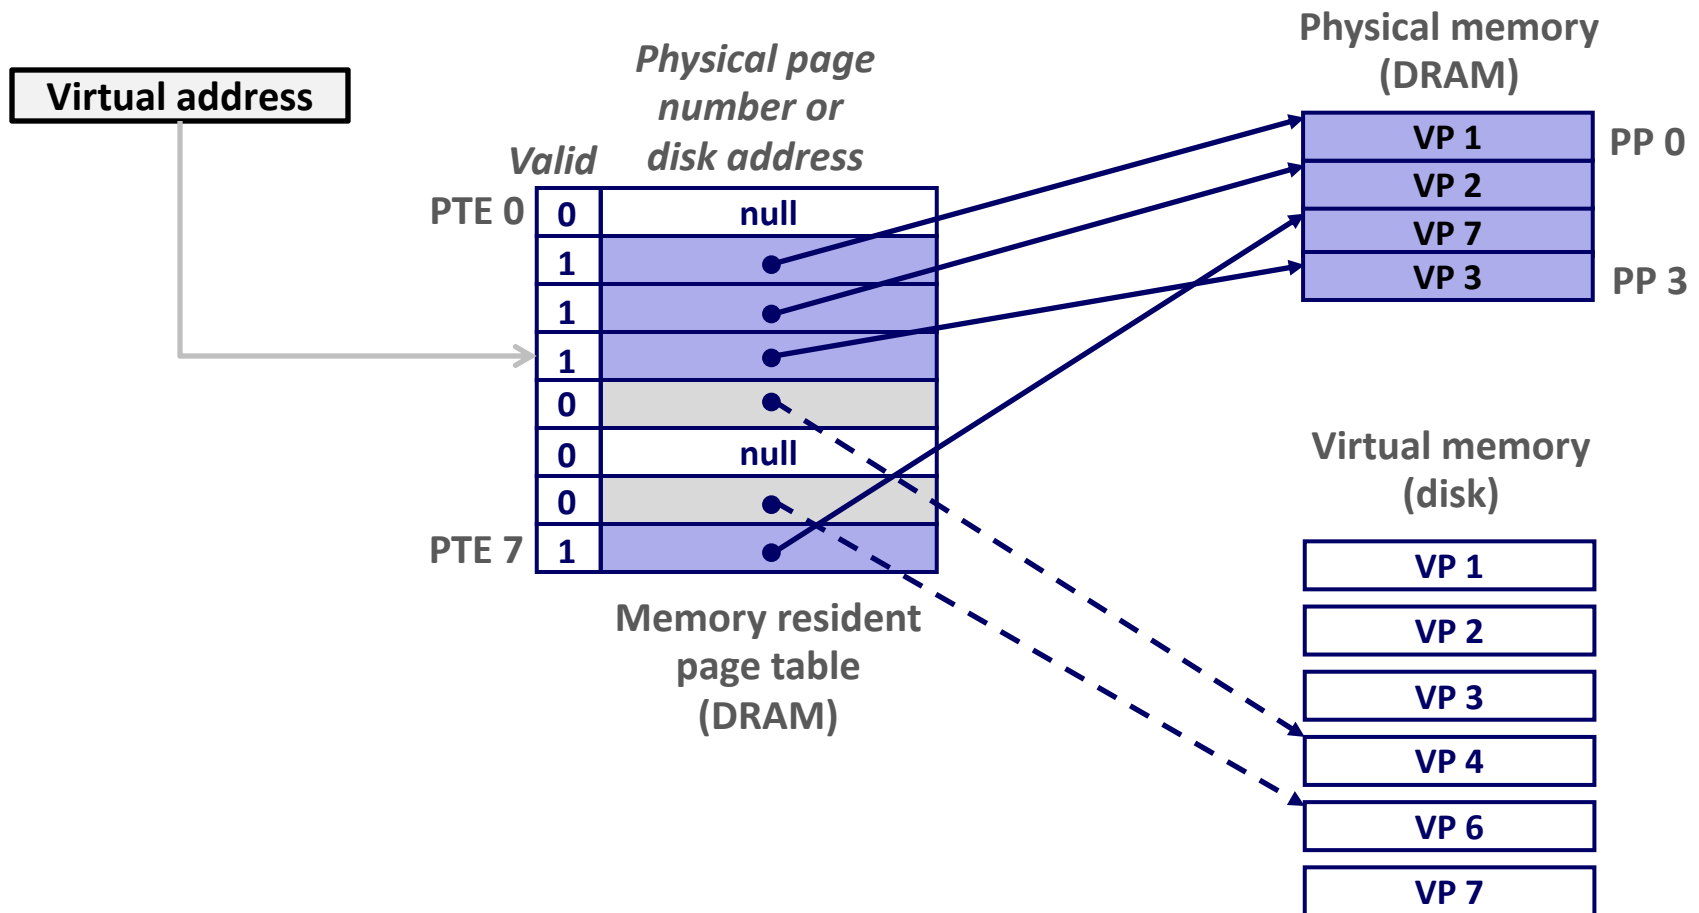 Virtual address
Physical page
number or
disk address
Valid
PTE 0
0
null
1
1
1
0
0
null
0
PTE 7
1
Memory resident
page table
(DRAM)
Physical memory
(DRAM)
VP 1
PP 0
VP 2
VP 7
VP 3
PP 3
Virtual memory
(disk)
VP 1
VP 2
VP 3
VP 4
VP 6
VP 7